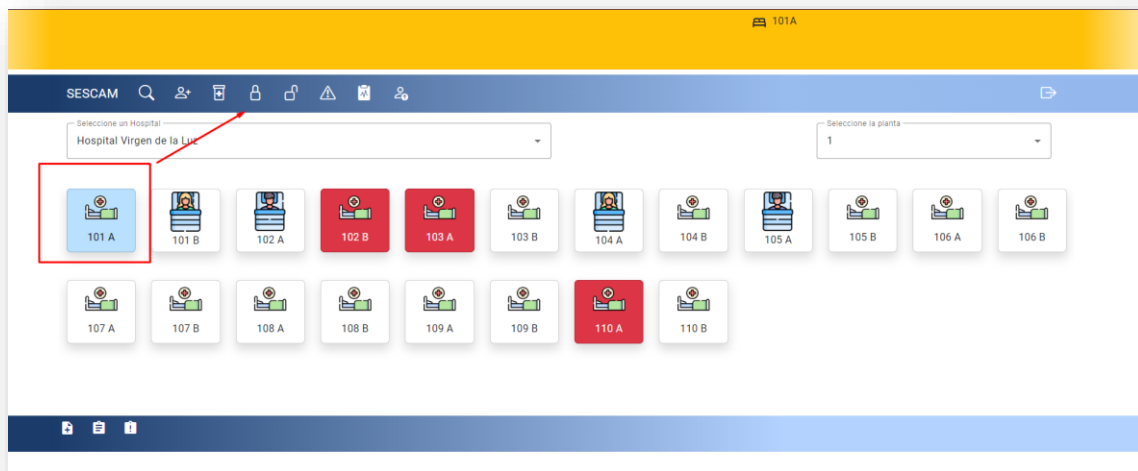 101A
SESCAM
Seleccione un Hospital
Hospital Virgen de la Luz
Seleccione la planta
1
101 A
101 B
102 A
102 B
103 A
103 B
104 A
104 B
105 A
105 B
106 A
106 B
107 A
107 B
108 A
108 B
109 A
109 B
110 A
110 B